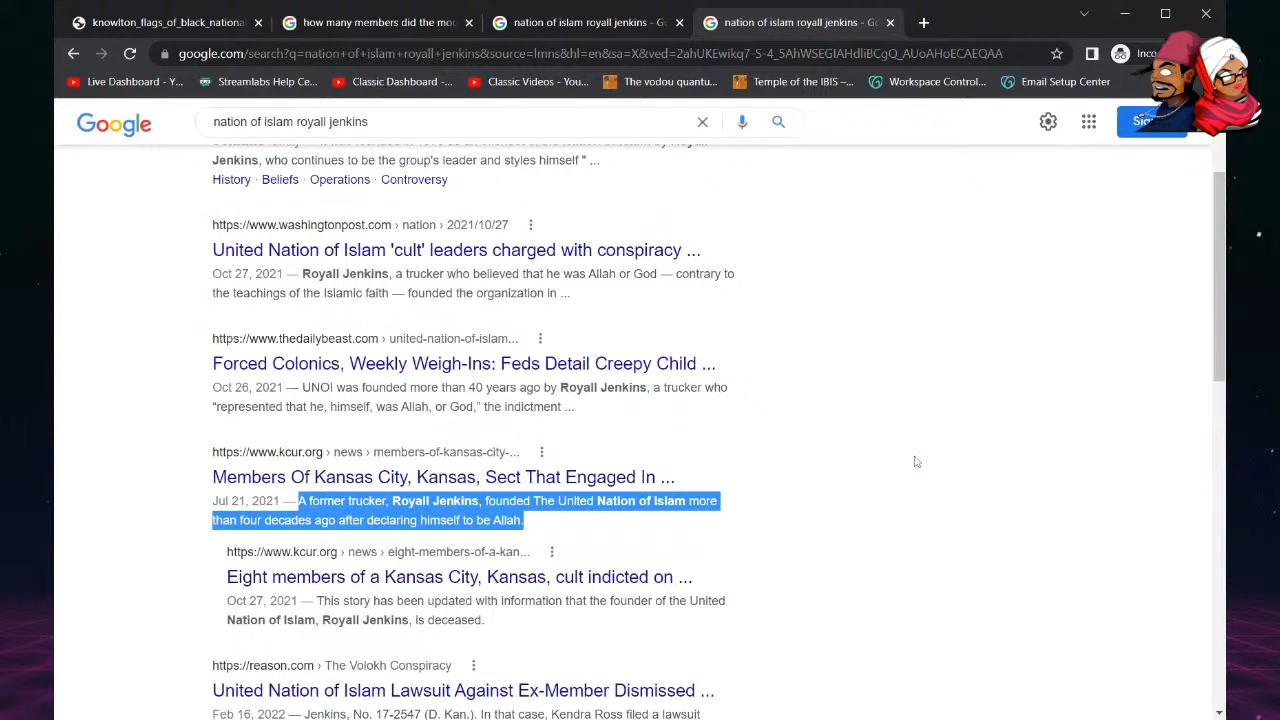 knowlton_flags_of_black_national
how many members did the moo
nation of islam royall jenkins - Go
nation of islam royall jenkins - Go
google.com/search?q=nation+of+islam+royall+jenkins&source=lmns&hl=en&sa=X&ved=2ahUKEwikq7-S-4_5AhWSEGIAHdIiBCgQ_AUoAHoECAEQAA
Inc
Live Dashboard - Y...
Streamlabs Help Ce...
Classic Dashboard -...
Classic Convos - You...
The vodou quantu...
Temple of the IBIS –...
Workspace Cont...
Email Setup Center
Google
nation of islam royall jenkins
Jenkins, who continues to be the group's leader and styles himself " ...
History · Beliefs · Operations · Controversy
https://www.washingtonpost.com › nation › 2021/10/27
United Nation of Islam 'cult' leaders charged with conspiracy ...
Oct 27, 2021 — Royall Jenkins, a trucker who believed that he was Allah or God — contrary to
the teachings of the Islamic faith — founded the organization in ...
https://www.thedailybeast.com › united-nation-of-islam...
Forced Colonics, Weekly Weigh-Ins: Feds Detail Creepy Child ...
Oct 26, 2021 — UNOI was founded more than 40 years ago by Royall Jenkins, a trucker who
“represented that he, himself, was Allah, or God,” the indictment ...
https://www.kcur.org › news › members-of-kansas-city-...
Members Of Kansas City, Kansas, Sect That Engaged In ...
Jul 21, 2021 — A former trucker, Royall Jenkins, founded The United Nation of Islam more
than four decades ago after declaring himself to be Allah.
https://www.kcur.org › news › eight-members-of-a-kan...
Eight members of a Kansas City, Kansas, cult indicted on ...
Oct 27, 2021 — This story has been updated with information that the founder of the United
Nation of Islam, Royall Jenkins, is deceased.
https://reason.com › The Volokh Conspiracy
United Nation of Islam Lawsuit Against Ex-Member Dismissed ...
Feb 16, 2022 — Jenkins, No. 17-2547 (D. Kan.). In that case, Kendra Ross filed a lawsuit